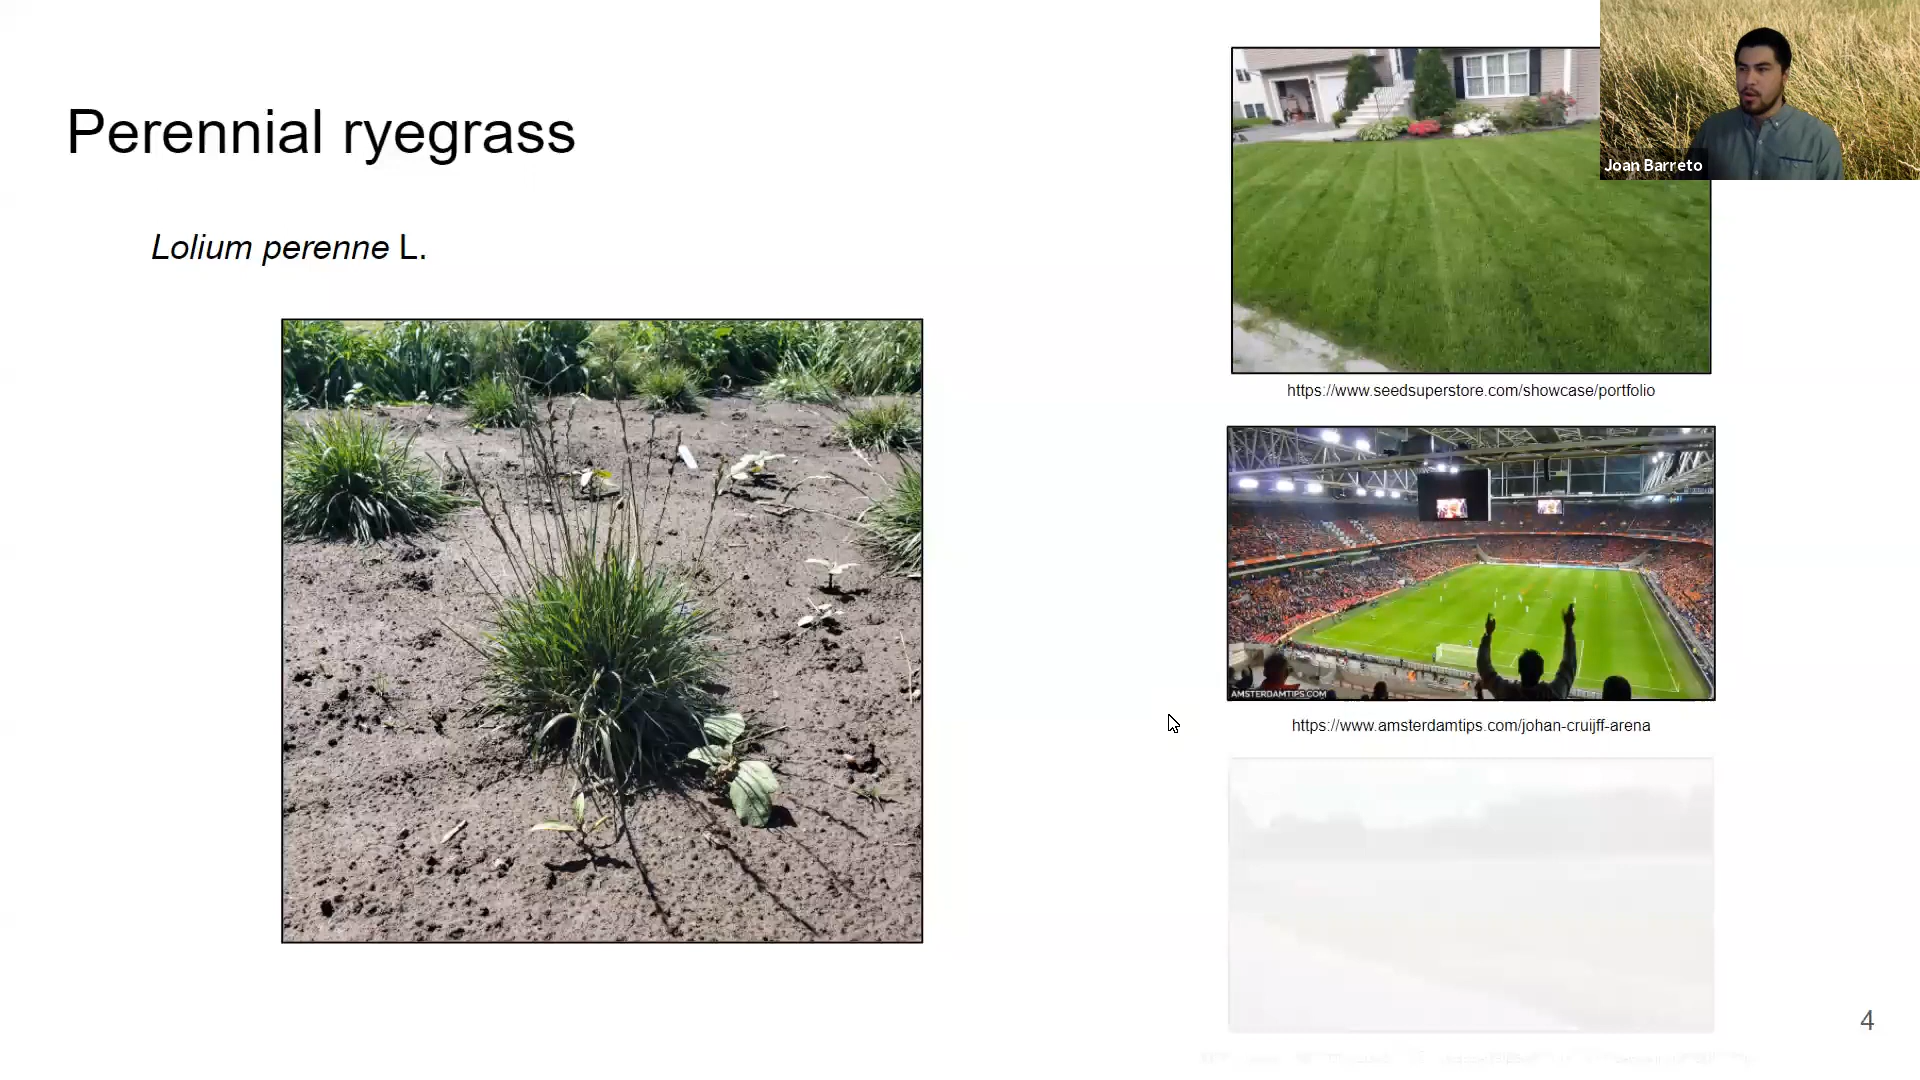 Perennial ryegrass
Lolium perenne L.
Joan Barreto
https://www.seedsuperstore.com/showcase/portfolio
AMSTERDAMTIPS.COM
https://www.amsterdamtips.com/johan-cruijff-arena
4